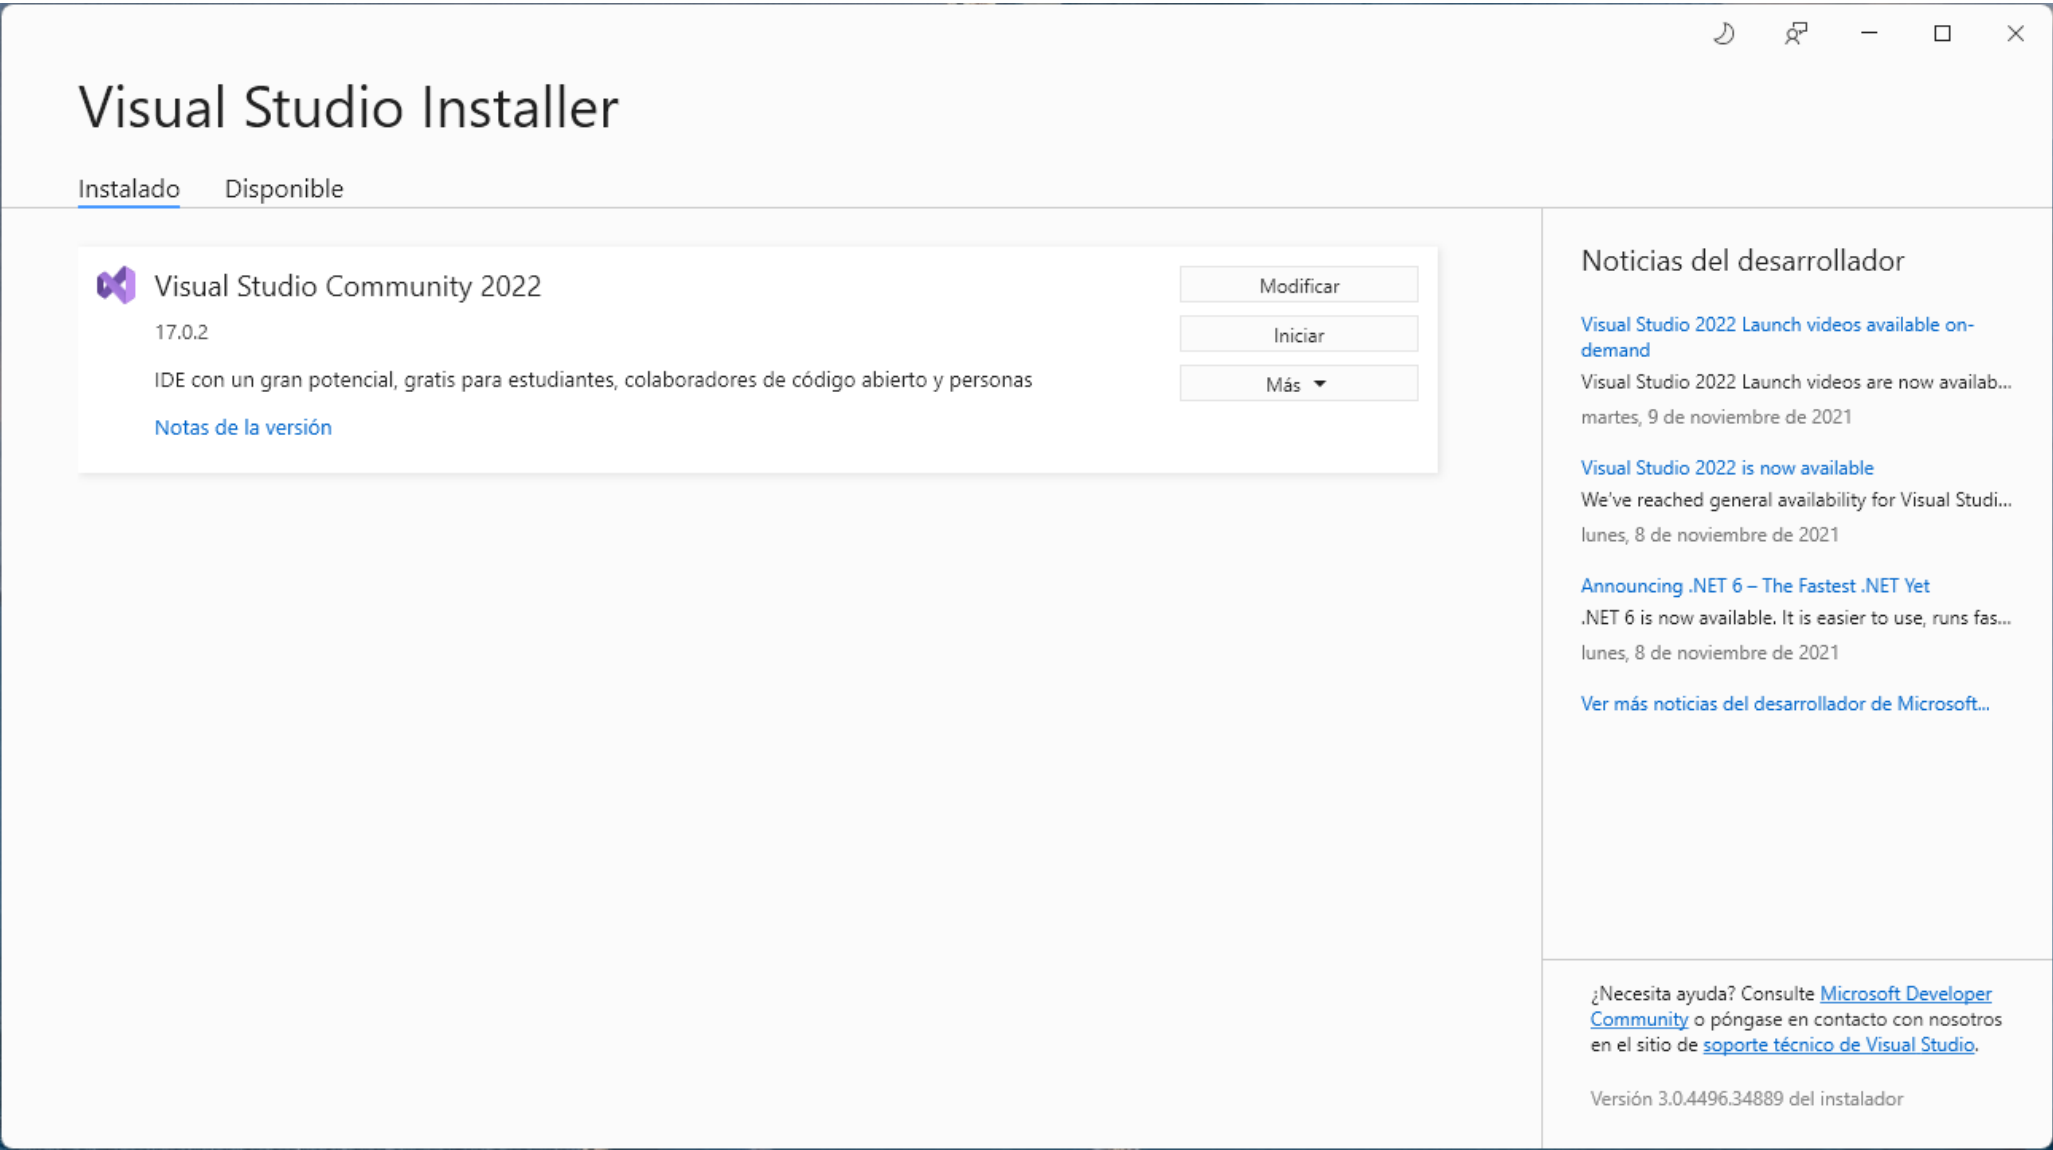 Visual Studio Installer
Instalado
Disponible
Visual Studio Community 2022
17.0.2
IDE con un gran potencial, gratis para estudiantes, colaboradores de código abierto y personas
Notas de la versión
Modificar
Iniciar
Más
Noticias del desarrollador
Visual Studio 2022 Launch videos available on-
demand
Visual Studio 2022 Launch videos are now availab...
martes, 9 de noviembre de 2021
Visual Studio 2022 is now available
We've reached general availability for Visual Studi...
lunes, 8 de noviembre de 2021
Announcing .NET 6 – The Fastest .NET Yet
.NET 6 is now available. It is easier to use, runs fas...
lunes, 8 de noviembre de 2021
Ver más noticias del desarrollador de Microsoft...
¿Necesita ayuda? Consulte Microsoft Developer
Community o póngase en contacto con nosotros
en el sitio de soporte técnico de Visual Studio.
Versión 3.0.4496.34889 del instalador